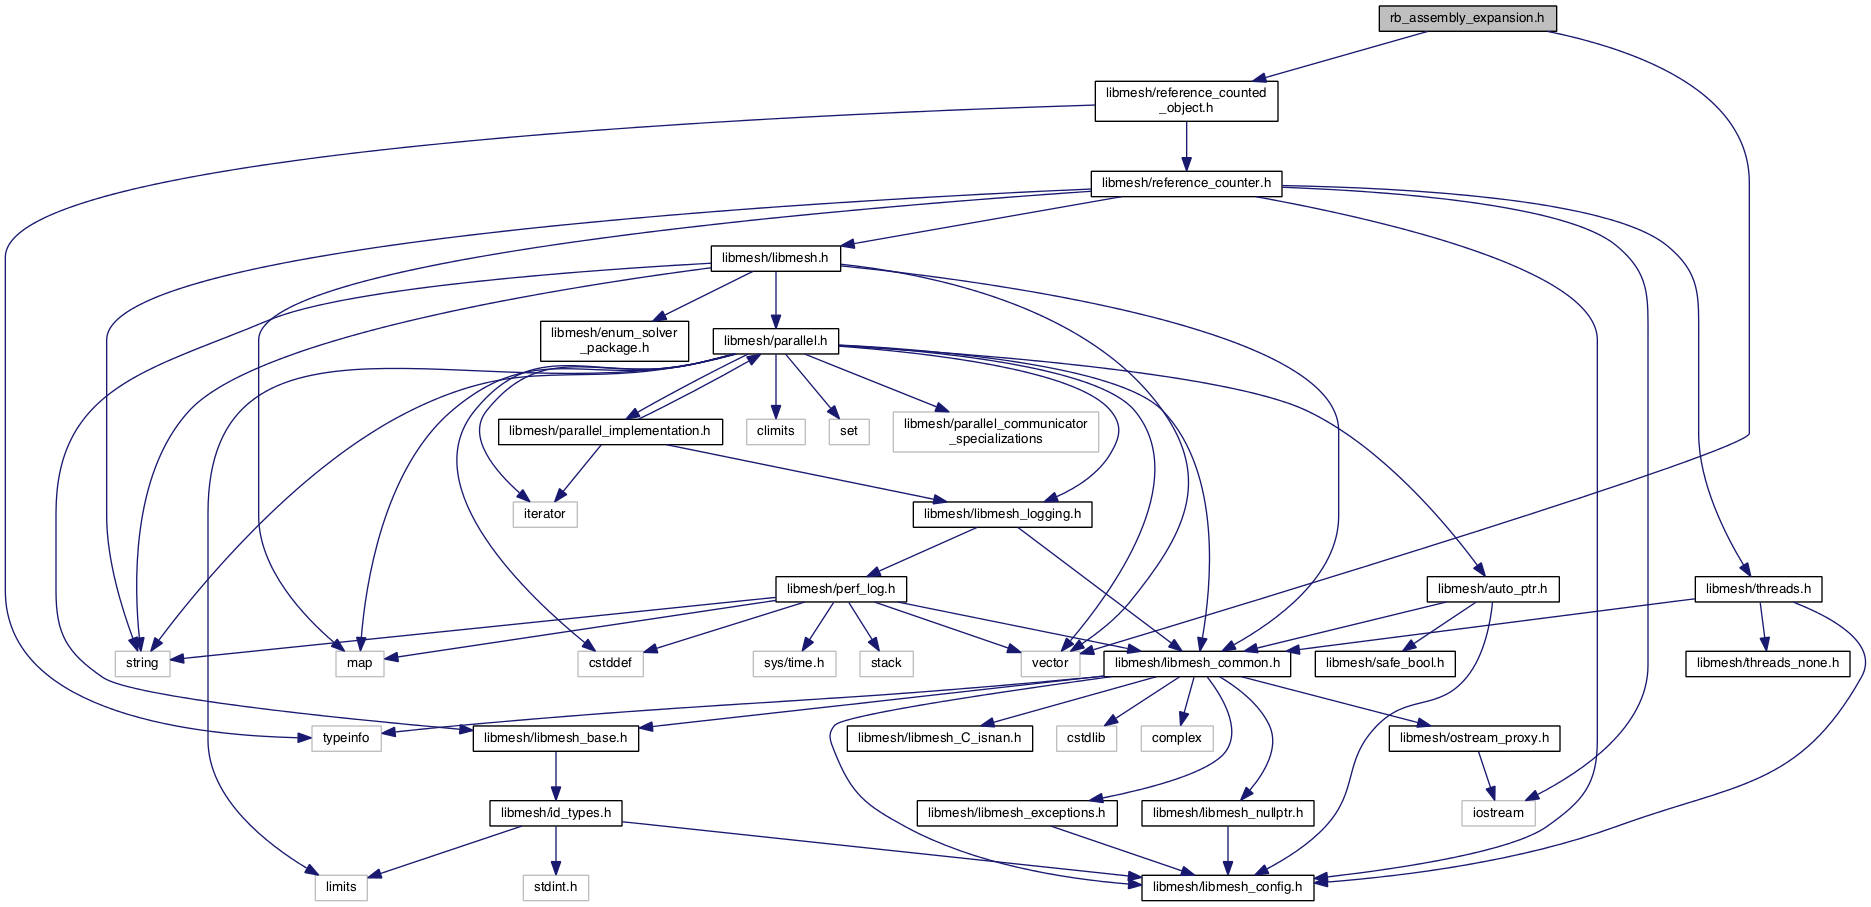 rb_assembly_expansion.h
libmesh/reference_counted
_object.h
libmesh/reference_counter.h
libmesh/libmesh.h
libmesh/enum_solver
_package.h
libmesh/parallel.h
libmesh/parallel_implementation.h
climits
set
libmesh/parallel_communicator
_specializations
iterator
libmesh/libmesh_logging.h
libmesh/perf_log.h
libmesh/auto_ptr.h
libmesh/threads.h
string
map
cstddef
sys/time.h
stack
vector
libmesh/libmesh_common.h
libmesh/safe_bool.h
libmesh/threads_none.h
typeinfo
libmesh/libmesh_base.h
libmesh/libmesh_C_isnan.h
cstdlib
complex
libmesh/ostream_proxy.h
libmesh/id_types.h
libmesh/libmesh_exceptions.h
libmesh/libmesh_nullptr.h
iostream
limits
stdint.h
libmesh/libmesh_config.h